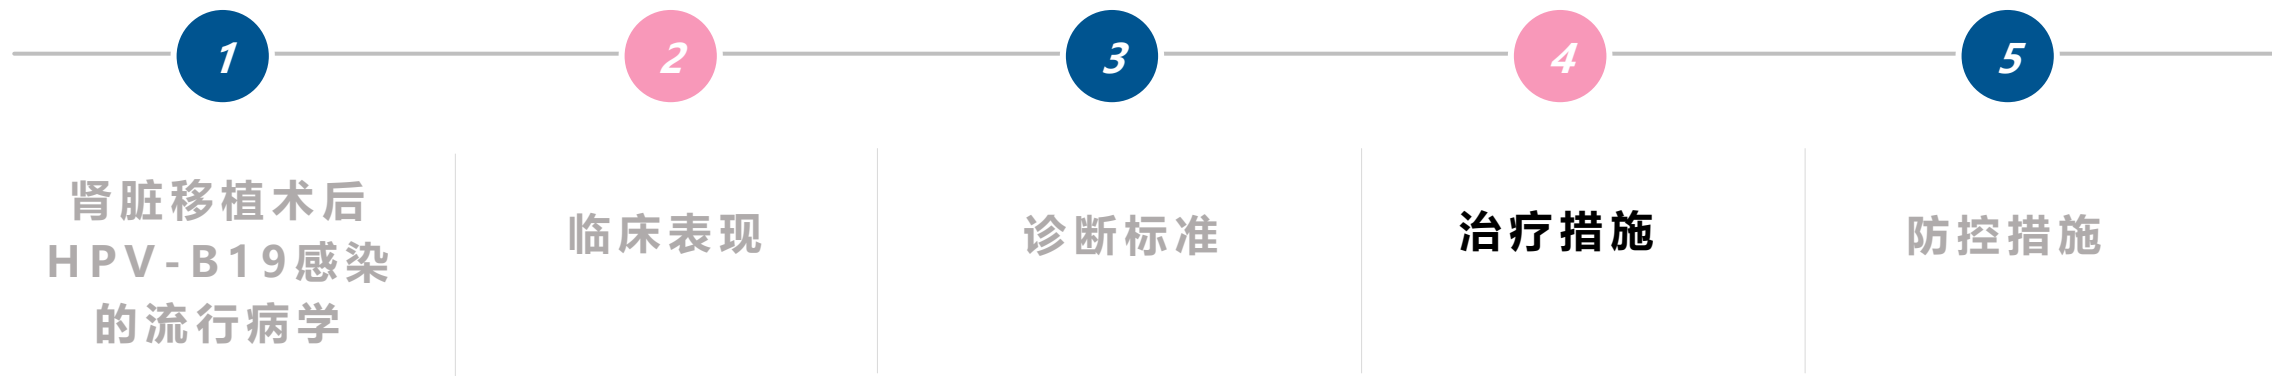 1
2
3
4
5
肾脏移植术后
HPV-B19感染
的流行病学
临床表现
诊断标准
治疗措施
防控措施